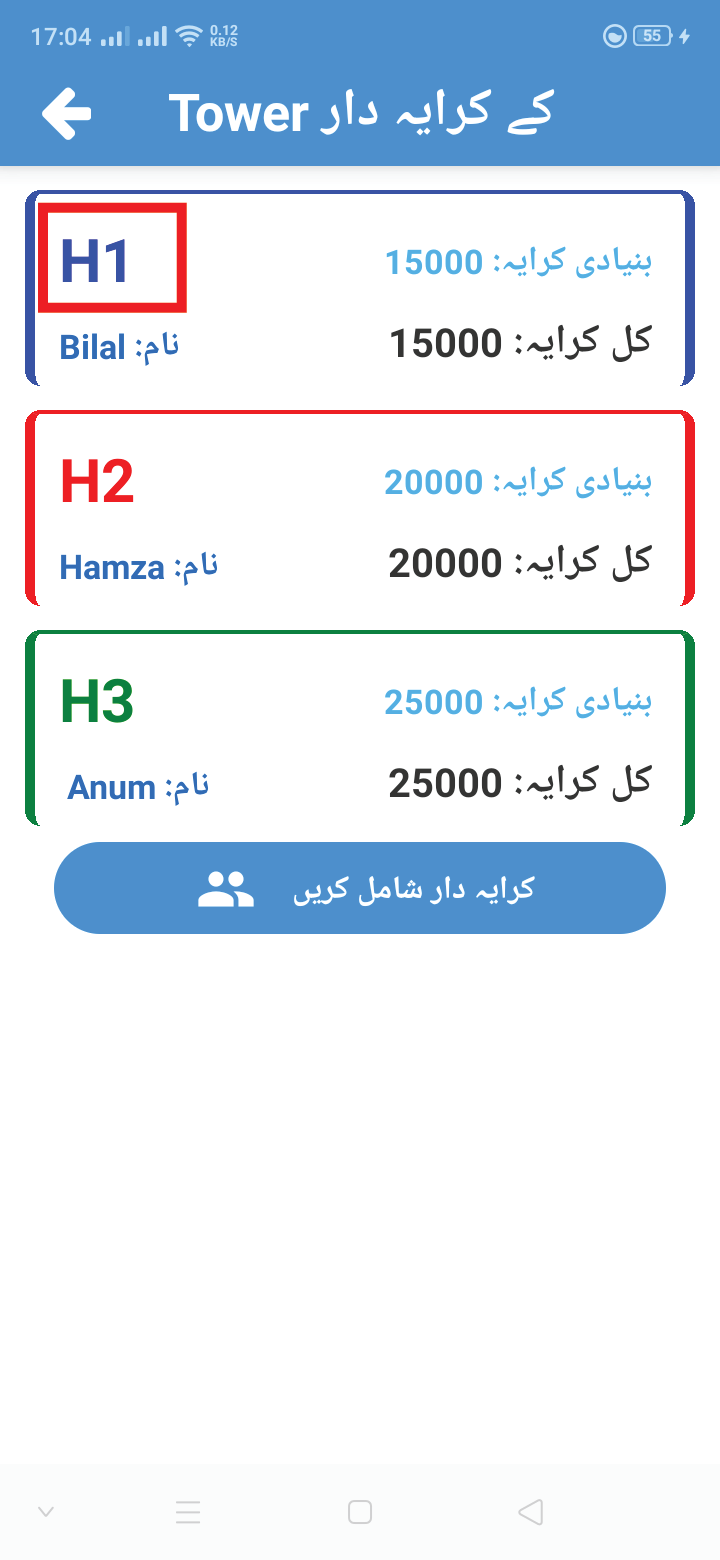 17:04 0.12 KB/S 55
Tower کے کرایہ دار
H1
بنیادی کرایہ: 15000
نام: Bilal
کل کرایہ: 15000
H2
بنیادی کرایہ: 20000
نام: Hamza
کل کرایہ: 20000
H3
بنیادی کرایہ: 25000
نام: Anum
کل کرایہ: 25000
کرایہ دار شامل کریں